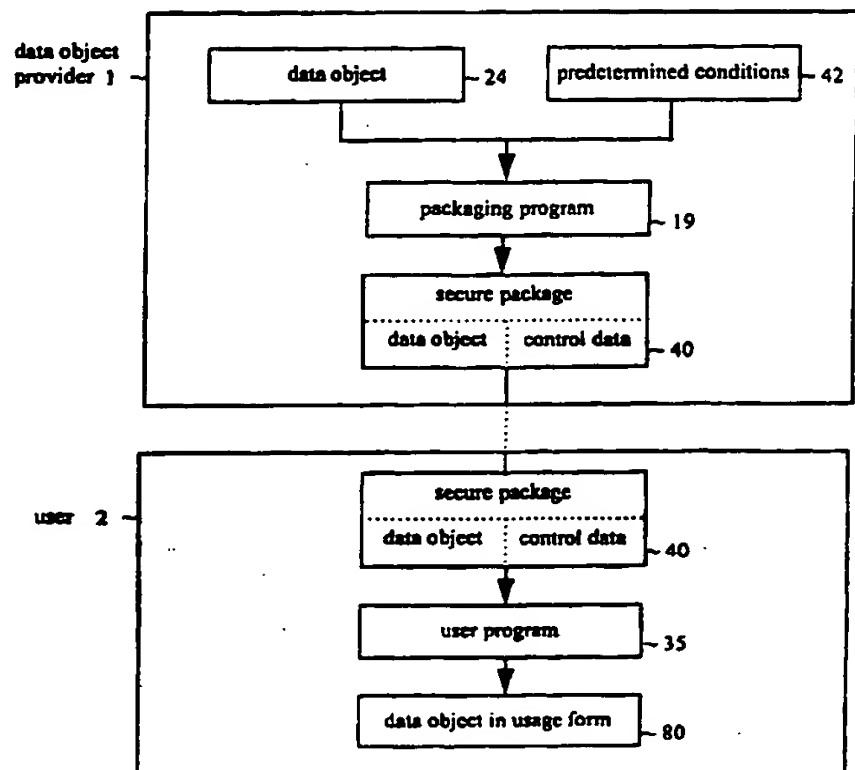 data object
provider 1
data object
24
predetermined conditions
42
packaging program
19
secure package
data object control data
40
user 2
secure package
data object control data
40
user program
35
data object in usage form
80